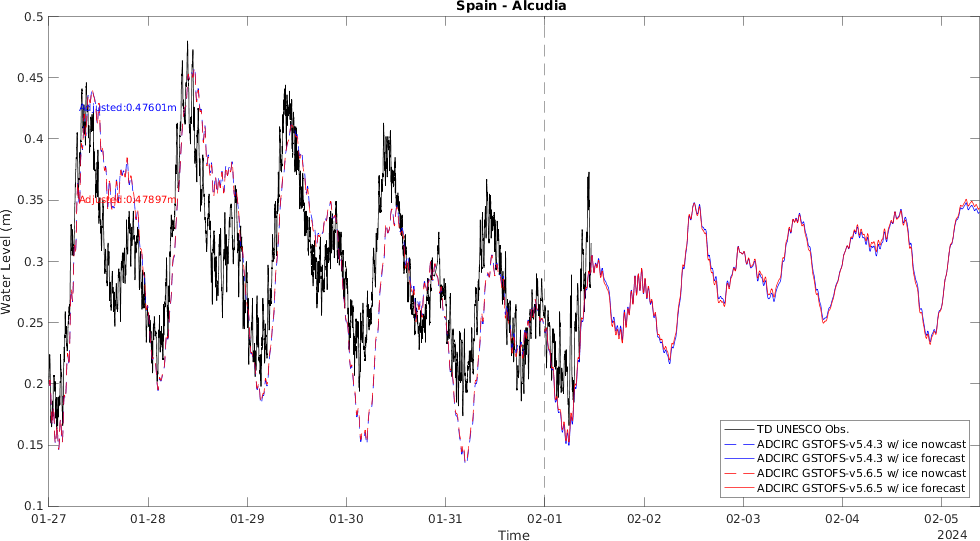 Spain - Alcudia
0.5
0.45
0.4
0.35
0.3
0.25
0.2
0.15
0.1
Water Level (m)
Adjusted:0.47601m
Adjusted:0.47897m
TD UNESCO Obs.
ADCIRC GSTOFS-v5.4.3 w/ ice nowcast
ADCIRC GSTOFS-v5.4.3 w/ ice forecast
ADCIRC GSTOFS-v5.6.5 w/ ice nowcast
ADCIRC GSTOFS-v5.6.5 w/ ice forecast
01-27 01-28 01-29 01-30 01-31 02-01 02-02 02-03 02-04 02-05
Time
2024